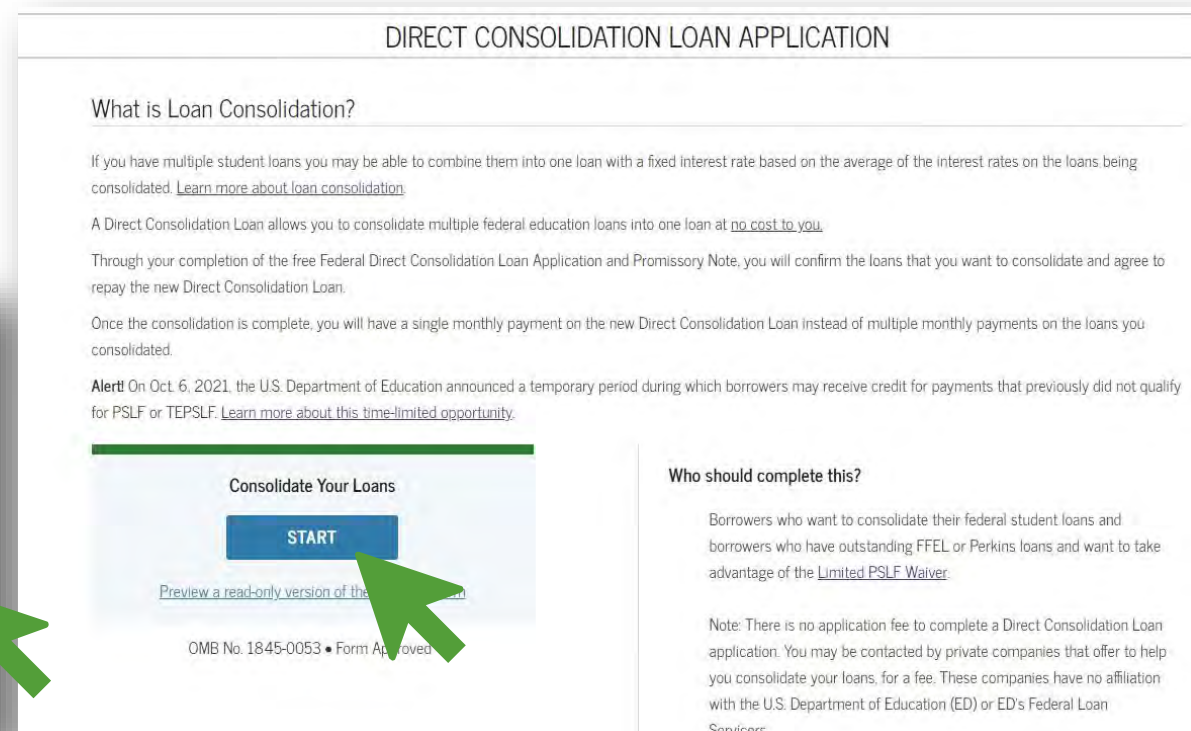 DIRECT CONSOLIDATION LOAN APPLICATION
What is Loan Consolidation?
If you have multiple student loans you may be able to combine them into one loan with a fixed interest rate based on the average of the interest rates on the loans being
consolidated. Learn more about loan consolidation.
A Direct Consolidation Loan allows you to consolidate multiple federal education loans into one loan at no cost to you.
Through your completion of the free Federal Direct Consolidation Loan Application and Promissory Note, you will confirm the loans that you want to consolidate and agree to
repay the new Direct Consolidation Loan.
Once the consolidation is complete, you will have a single monthly payment on the new Direct Consolidation Loan instead of multiple monthly payments on the loans you
consolidated.
Alert! On Oct. 6, 2021, the U.S. Department of Education announced a temporary period during which borrowers may receive credit for payments that previously did not qualify
for PSLF or TEPSLF. Learn more about this time-limited opportunity.
Consolidate Your Loans
START
Preview a read-only version of the
OMB No. 1845-0053 • Form Approved
Who should complete this?
Borrowers who want to consolidate their federal student loans and
borrowers who have outstanding FFEL or Perkins loans and want to take
advantage of the Limited PSLF Waiver.
Note: There is no application fee to complete a Direct Consolidation Loan
application. You may be contacted by private companies that offer to help
you consolidate your loans, for a fee. These companies have no affiliation
with the U.S. Department of Education (ED) or ED's Federal Loan
Servicers